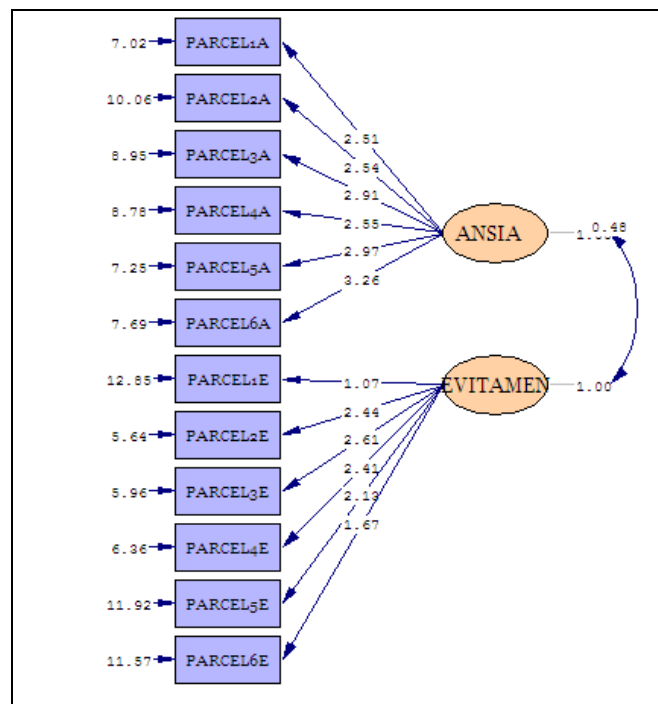 7.02 PARCEL1A
10.06 PARCEL2A
8.95 PARCEL3A
8.78 PARCEL4A
7.25 PARCEL5A
7.69 PARCEL6A
12.85 PARCEL1E
5.64 PARCEL2E
5.96 PARCEL3E
6.36 PARCEL4E
11.92 PARCEL5E
11.57 PARCEL6E
2.51
2.54
2.91
2.55
2.97
3.26
1.07
2.44
2.61
2.41
2.13
1.67
ANSIA
0.48
EVITAMEN
1.00